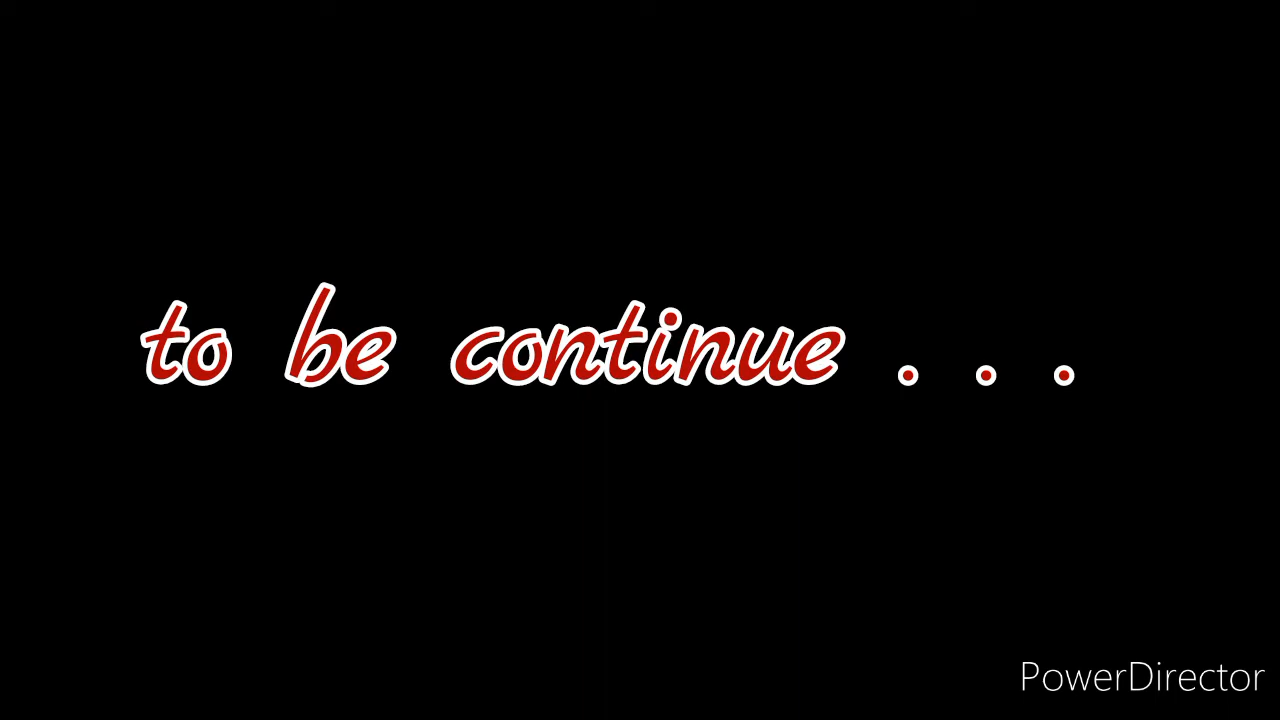 to be continue . . .
PowerDirector